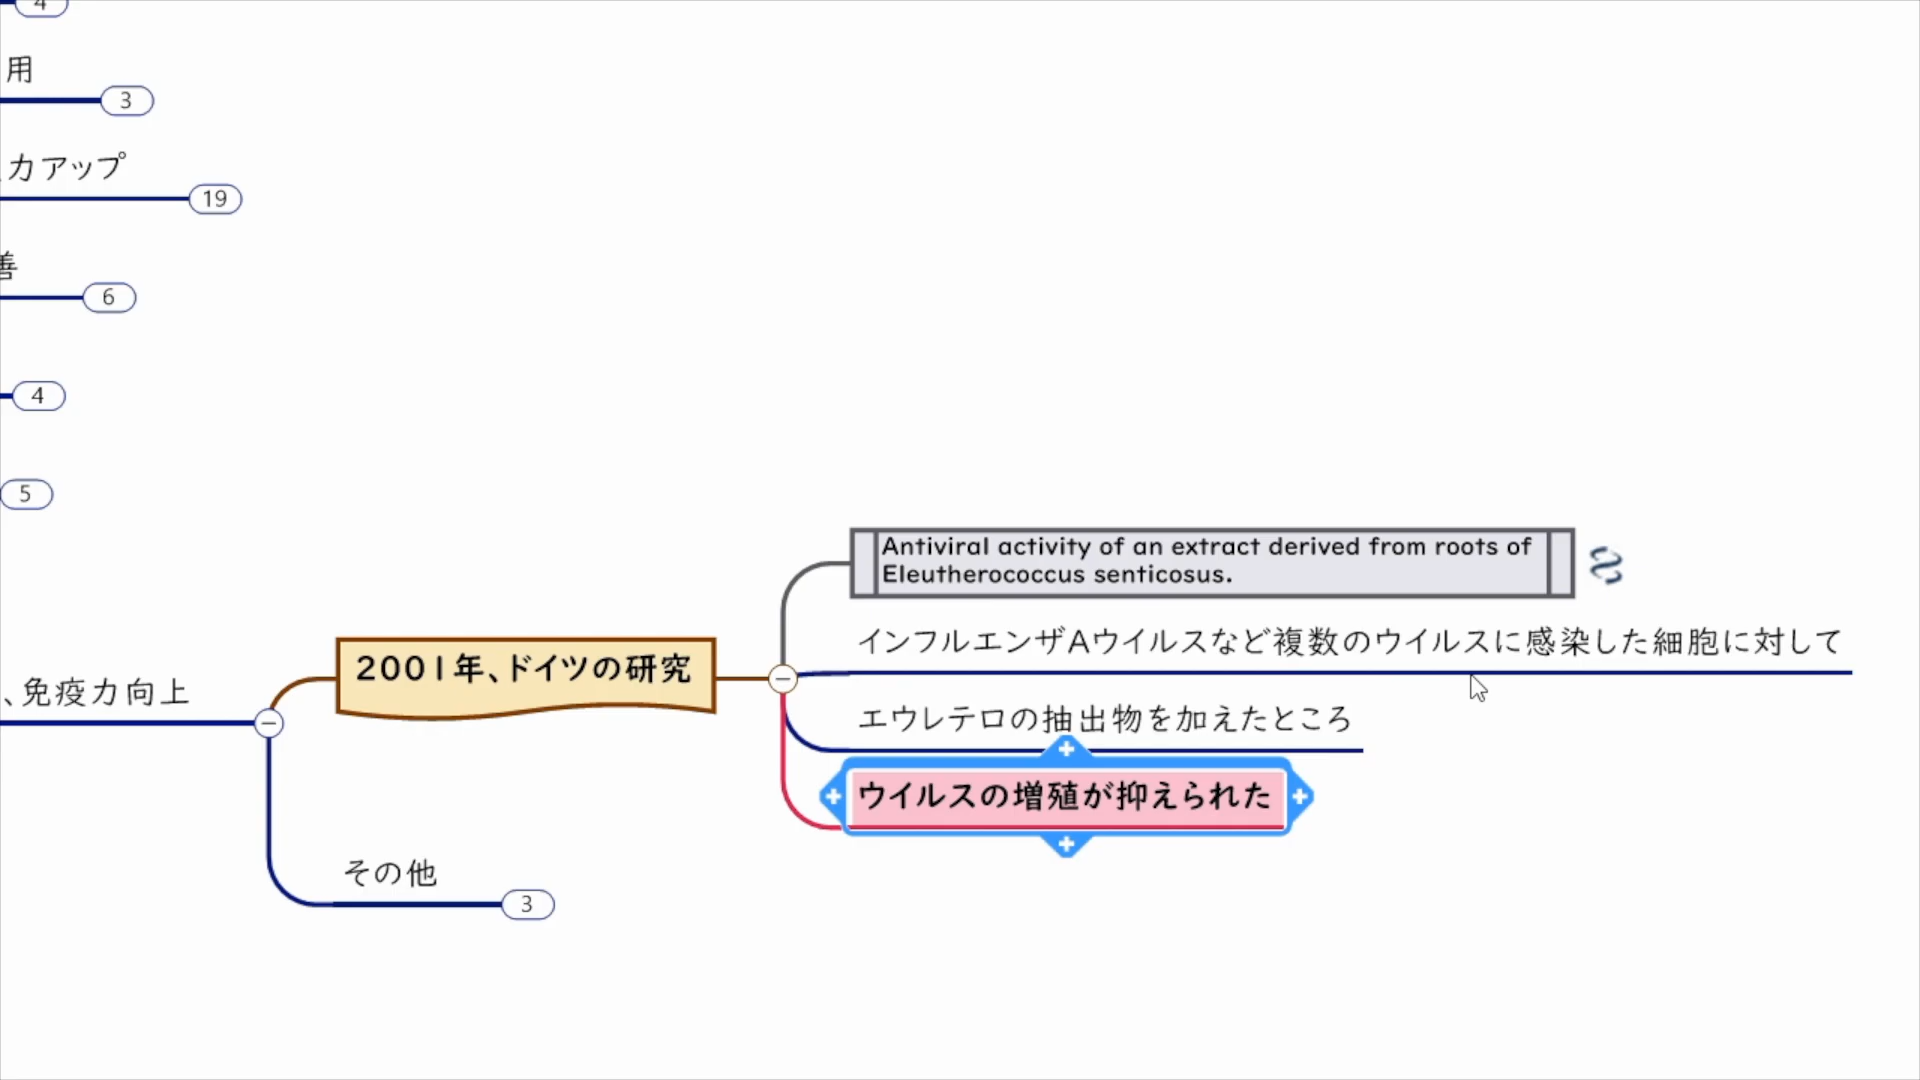 4
用
3
力アップ
19
善
6
4
5
Antiviral activity of an extract derived from roots of
Eleutherococcus senticosus.
インフルエンザAウイルスなど複数のウイルスに感染した細胞に対して
2001年、ドイツの研究
、免疫力向上
エウレテロの抽出物を加えたところ
ウイルスの増殖が抑えられた
その他
3